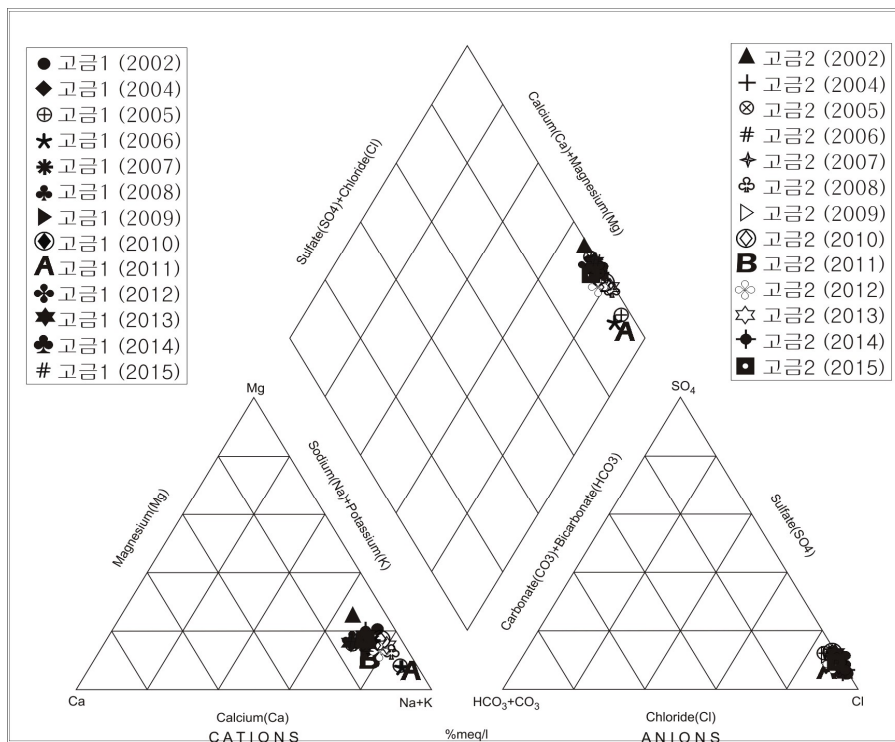 고금1 (2002)
고금1 (2004)
고금1 (2005)
고금1 (2006)
고금1 (2007)
고금1 (2008)
고금1 (2009)
고금1 (2010)
A 고금1 (2011)
고금1 (2012)
고금1 (2013)
고금1 (2014)
# 고금1 (2015)
고금2 (2002)
고금2 (2004)
고금2 (2005)
# 고금2 (2006)
고금2 (2007)
고금2 (2008)
고금2 (2009)
고금2 (2010)
B 고금2 (2011)
고금2 (2012)
고금2 (2013)
고금2 (2014)
고금2 (2015)
Sulfate(SO4)+Chloride(Cl)
Calcium(Ca)+Magnesium(Mg)
A
Mg
SO4
Magnesium(Mg)
Sodium(Na)+Potassium(K)
Carbonate(CO3)+Bicarbonate(HCO3)
Sulfate(SO4)
B
A
Ca
Na+K
HCO3+CO3
Cl
Calcium(Ca)
Chloride(Cl)
CATIONS
%meq/l
ANIONS